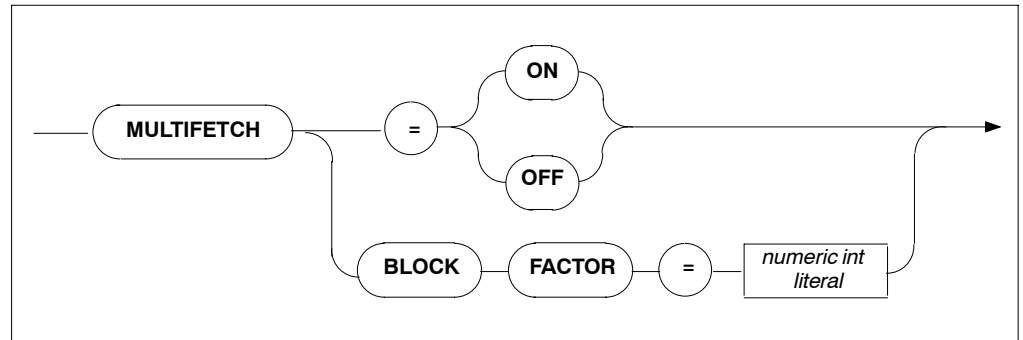 ON
MULTIFETCH =
OFF
BLOCK FACTOR = numeric int
literal